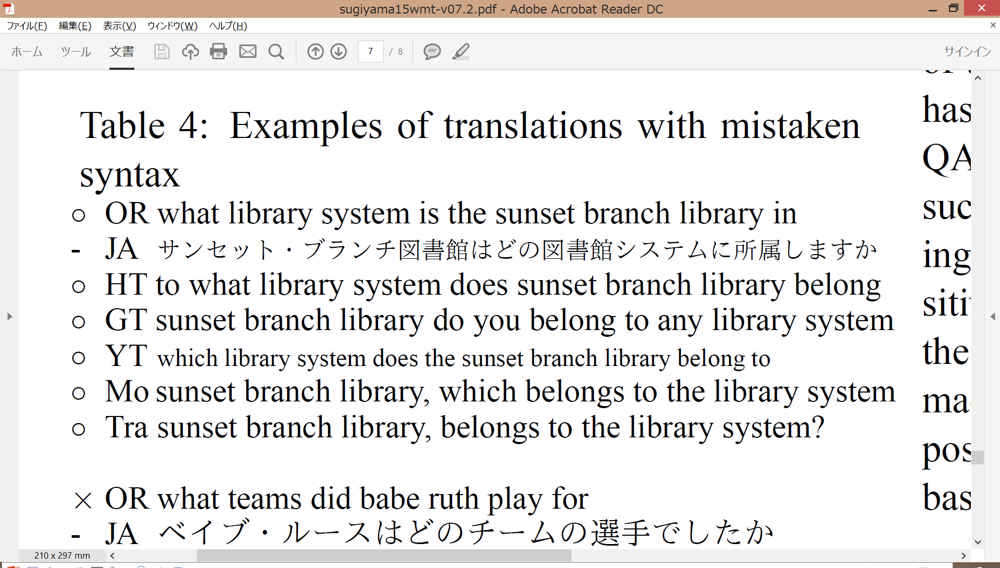 sugiyama15wmt-v07.2.pdf - Adobe Acrobat Reader DC
ファイル(F) 編集(E) 表示(V) ウィンドウ(W) ヘルプ(H)
ホーム ツール 文書 7 / 8 サインイン
Table 4: Examples of translations with mistaken
syntax
○ OR what library system is the sunset branch library in
- JA サンセット・ブランチ図書館はどの図書館システムに所属しますか
○ HT to what library system does sunset branch library belong
○ GT sunset branch library do you belong to any library system
○ YT which library system does the sunset branch library belong to
○ Mo sunset branch library, which belongs to the library system
○ Tra sunset branch library, belongs to the library system?
× OR what teams did babe ruth play for
- JA ベイブ・ルースはどのチームの選手でしたか
has
QA
suc
ing
siti
the
ma
pos
bas
210 x 297 mm